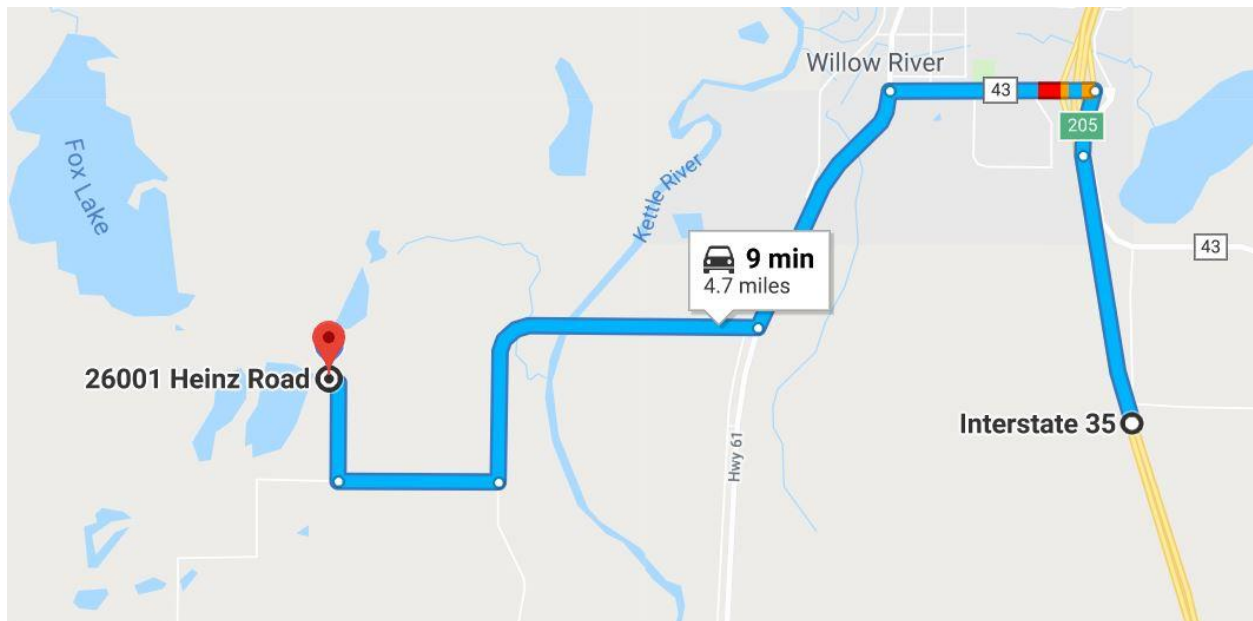 Willow River
43
205
Fox Lake
Kettle River
43
9 min
4.7 miles
26001 Heinz Road
Interstate 35
Hwy 61